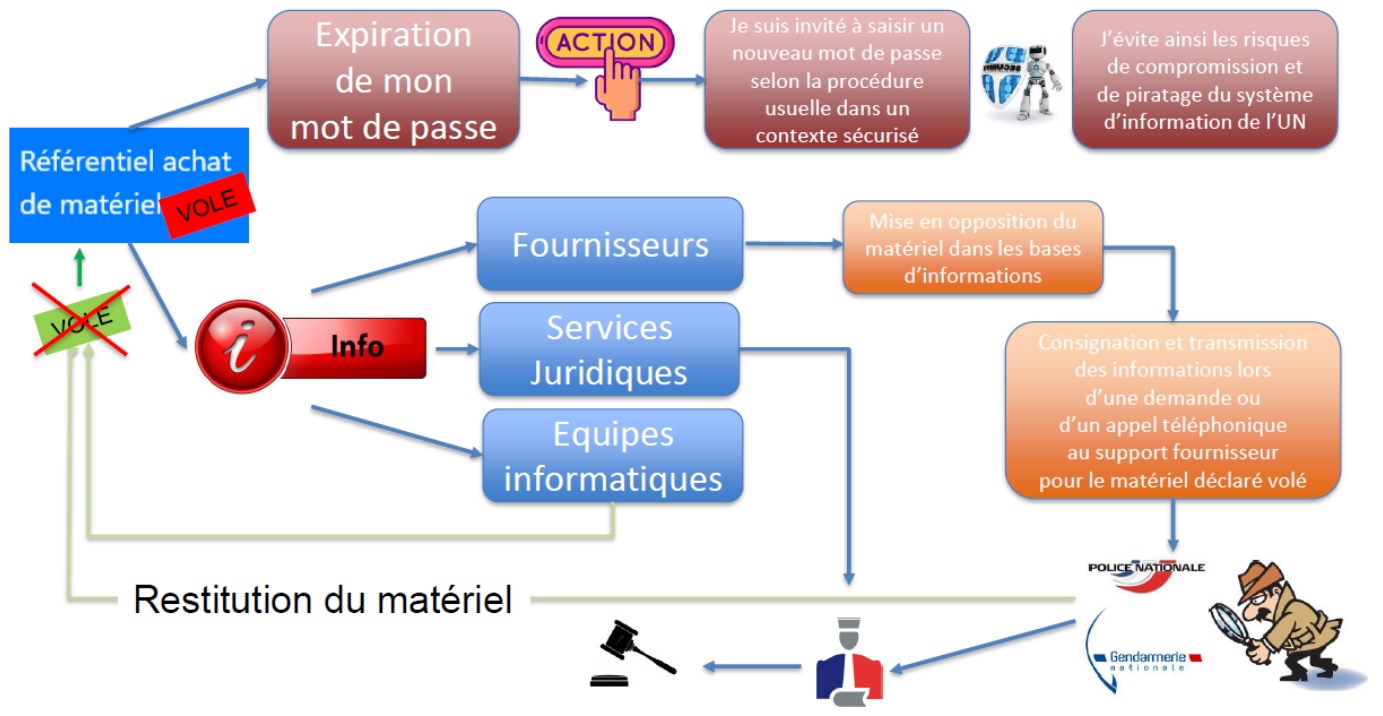 Expiration
de mon
mot de passe
ACTION
Je suis invité à saisir un
nouveau mot de passe
selon la procédure
usuelle dans un
contexte sécurisé
J'évite ainsi les risques
de compromission et
de piratage du système
d'information de l'UN
Référentiel achat
de matériel
VOLE
VOLE
Info
Fournisseurs
Services
Juridiques
Equipes
informatiques
Mise en opposition du
matériel dans les bases
d'informations
Consignation et transmission
des informations lors
d'une demande ou
d'un appel téléphonique
au support fournisseur
pour le matériel déclaré volé
Restitution du matériel
POLICE NATIONALE
Gendarmerie
nationale